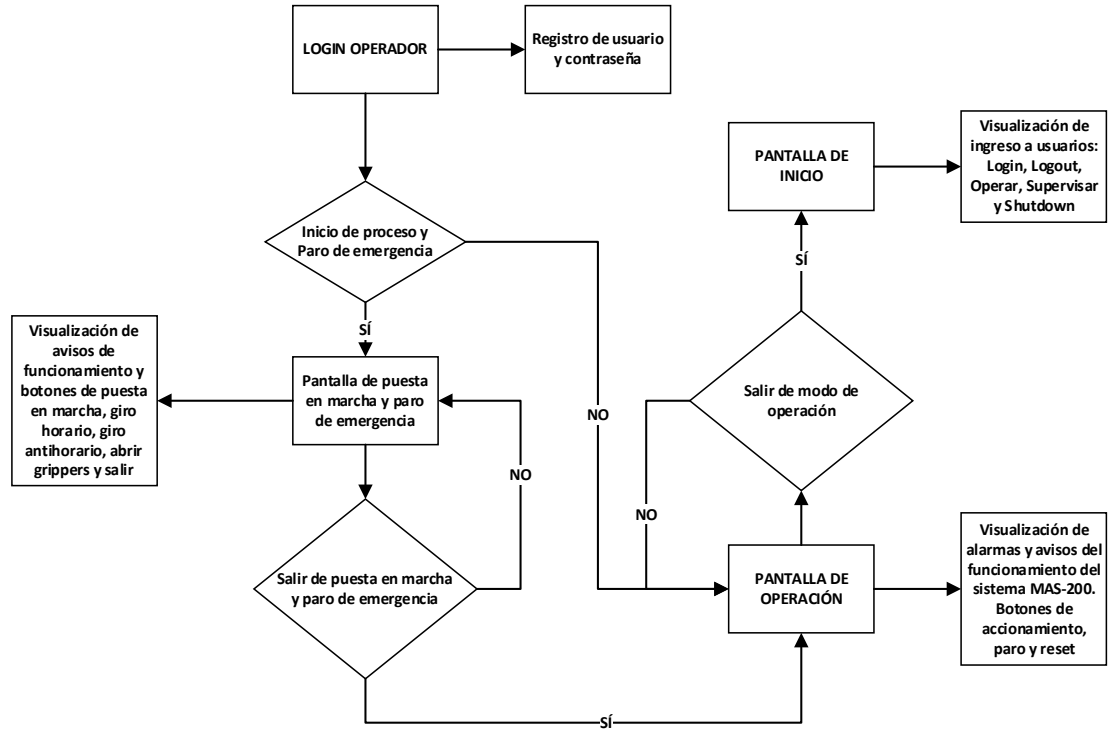 LOGIN OPERADOR
Registro de usuario
y contraseña
PANTALLA DE
INICIO
Visualización de
ingreso a usuarios:
Login, Logout,
Operar, Supervisar
y Shutdown
Inicio de proceso y
Paro de emergencia
SÍ
SÍ
Visualización de
avisos de
funcionamiento y
botones de puesta
en marcha, giro
horario, giro
antihorario, abrir
grippers y salir
Pantalla de puesta
en marcha y paro
de emergencia
NO
Salir de modo de
operación
NO
NO
Salir de puesta en marcha
y paro de emergencia
PANTALLA DE
OPERACIÓN
Visualización de
alarmas y avisos del
funcionamiento del
sistema MAS-200.
Botones de
accionamiento,
paro y reset
SÍ